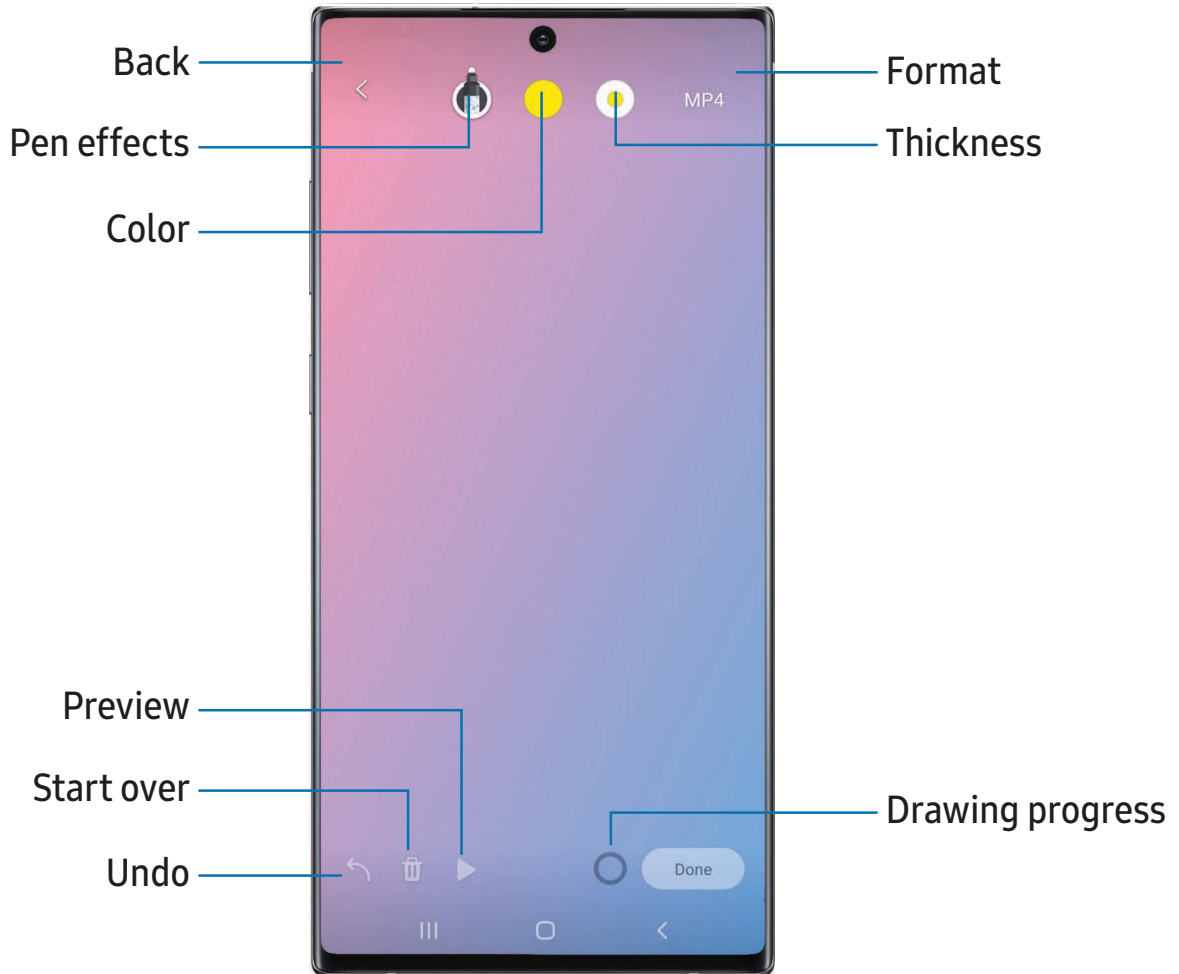 Back
Format
MP4
Pen effects
Thickness
Color
Preview
Start over
Drawing progress
Undo
Done